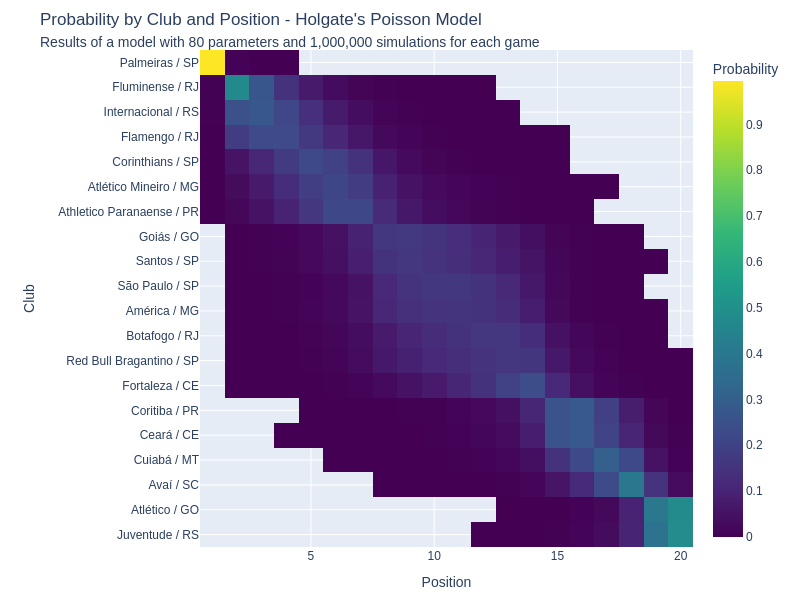 Probability by Club and Position - Holgate's Poisson Model
Results of a model with 80 parameters and 1,000,000 simulations for each game
Palmeiras / SP
Fluminense / RJ
Internacional / RS
Flamengo / RJ
Corinthians / SP
Atlético Mineiro / MG
Athletico Paranaense / PR
Goiás / GO
Santos / SP
São Paulo / SP
América / MG
Botafogo / RJ
Red Bull Bragantino / SP
Fortaleza / CE
Coritiba / PR
Ceará / CE
Cuiabá / MT
Avaí / SC
Atlético / GO
Juventude / RS
Club
5
10
15
20
Position
Probability
0.9
0.8
0.7
0.6
0.5
0.4
0.3
0.2
0.1
0